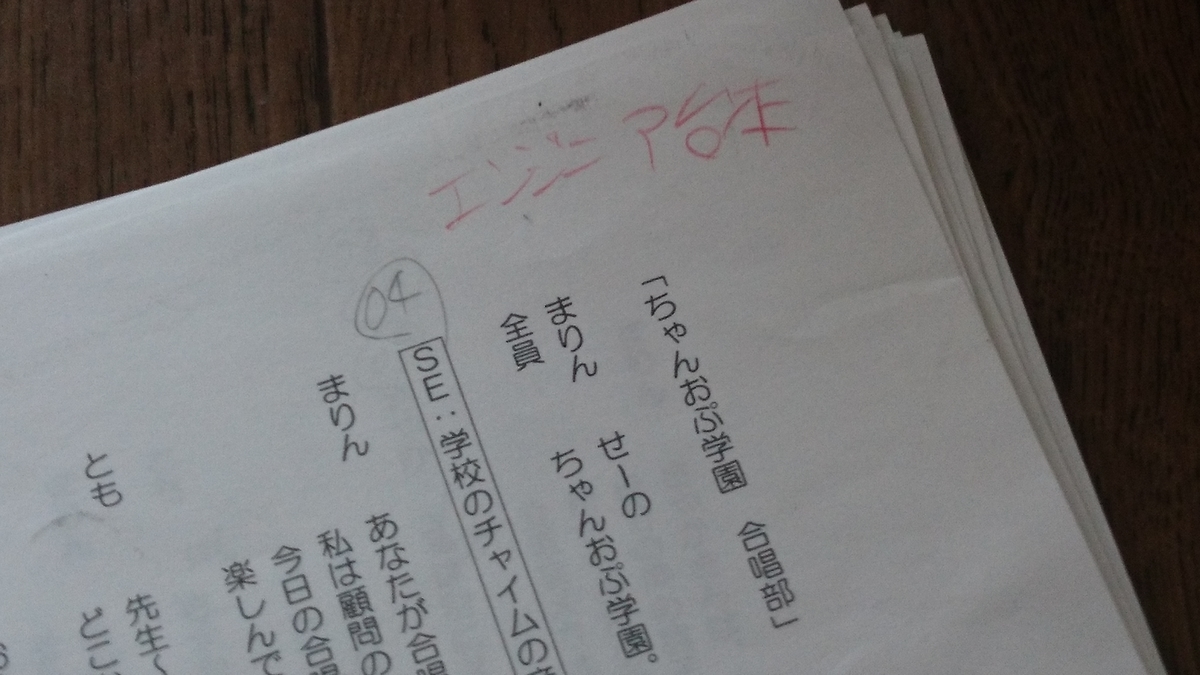 エンジニア台本
「ちゃんおぷ学園 合唱部」
まりん せーの
全員 ちゃんおぷ学園。
04
SE:学校のチャイムの
まりん あなたが合唱
私は顧問の
今日の合唱
楽しんで
とも 先生〜
どこ